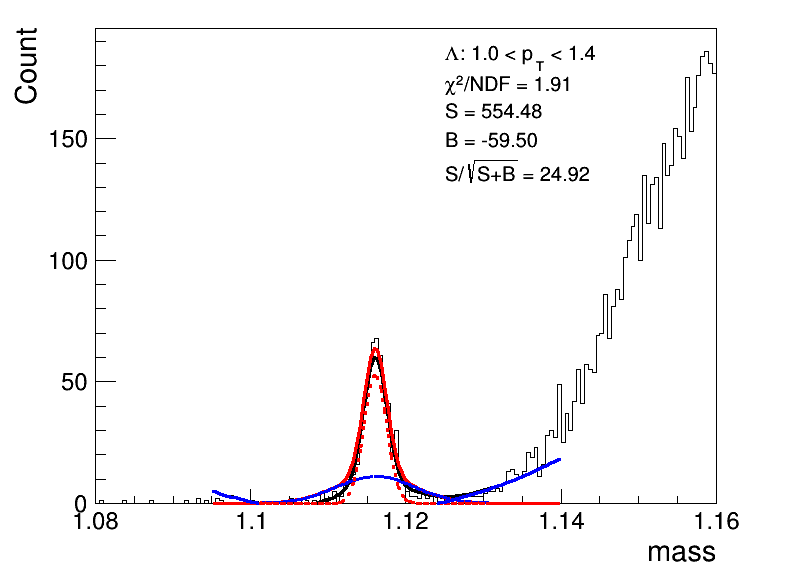 Count
Λ: 1.0 < p_T < 1.4
χ²/NDF = 1.91
S = 554.48
B = -59.50
S/√S+B = 24.92
150
100
50
0
1.08
1.1
1.12
1.14
1.16
mass